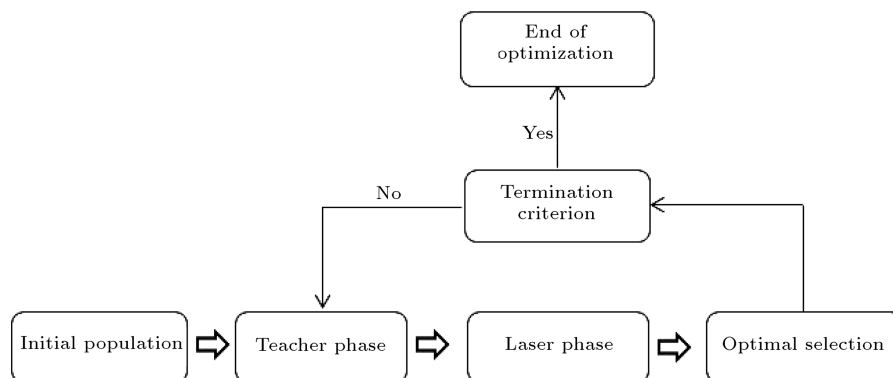 End of
optimization
Yes
Termination
criterion
No
Initial population
Teacher phase
Laser phase
Optimal selection